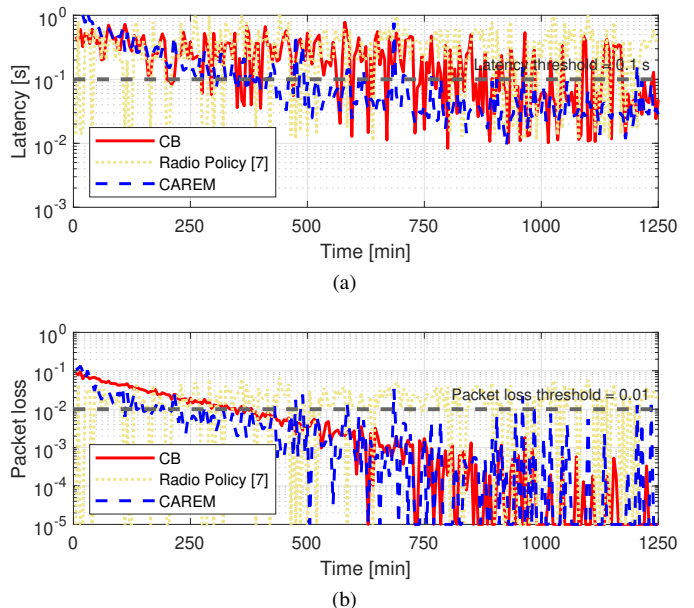 10^0
10^-1
10^-2
10^-3
Latency [s]
Latency threshold = 0.1 s
CB
Radio Policy [7]
CAREM
0 250 500 750 1000 1250
Time [min]
(a)
10^0
10^-1
10^-2
10^-3
10^-4
10^-5
Packet loss
Packet loss threshold = 0.01
CB
Radio Policy [7]
CAREM
0 250 500 750 1000 1250
Time [min]
(b)